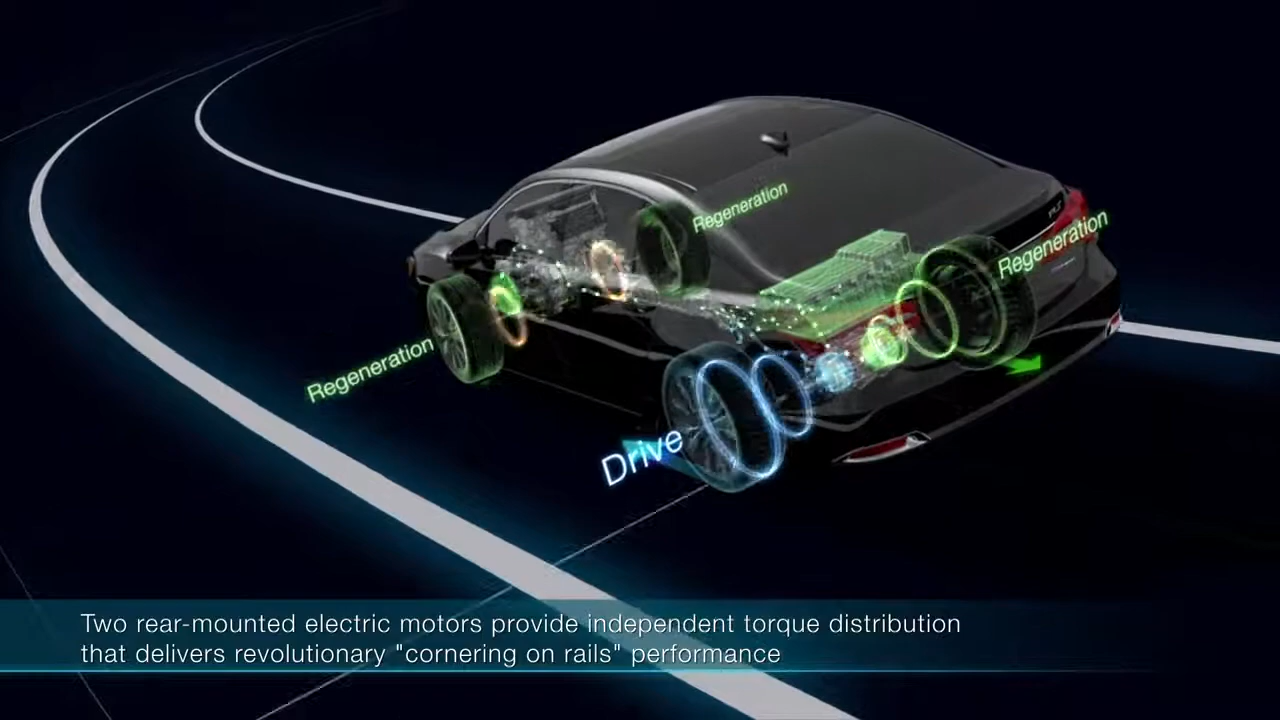 Regeneration
Regeneration
Regeneration
Drive
Two rear-mounted electric motors provide independent torque distribution
that delivers revolutionary "cornering on rails" performance